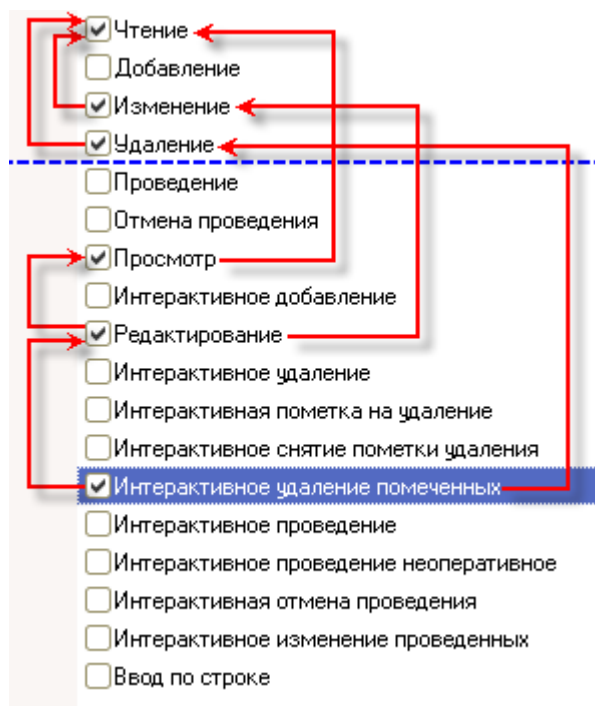 Чтение
Добавление
Изменение
Удаление
Проведение
Отмена проведения
Просмотр
Интерактивное добавление
Редактирование
Интерактивное удаление
Интерактивная пометка на удаление
Интерактивное снятие пометки удаления
Интерактивное удаление помеченных
Интерактивное проведение
Интерактивное проведение неоперативное
Интерактивная отмена проведения
Интерактивное изменение проведенных
Ввод по строке